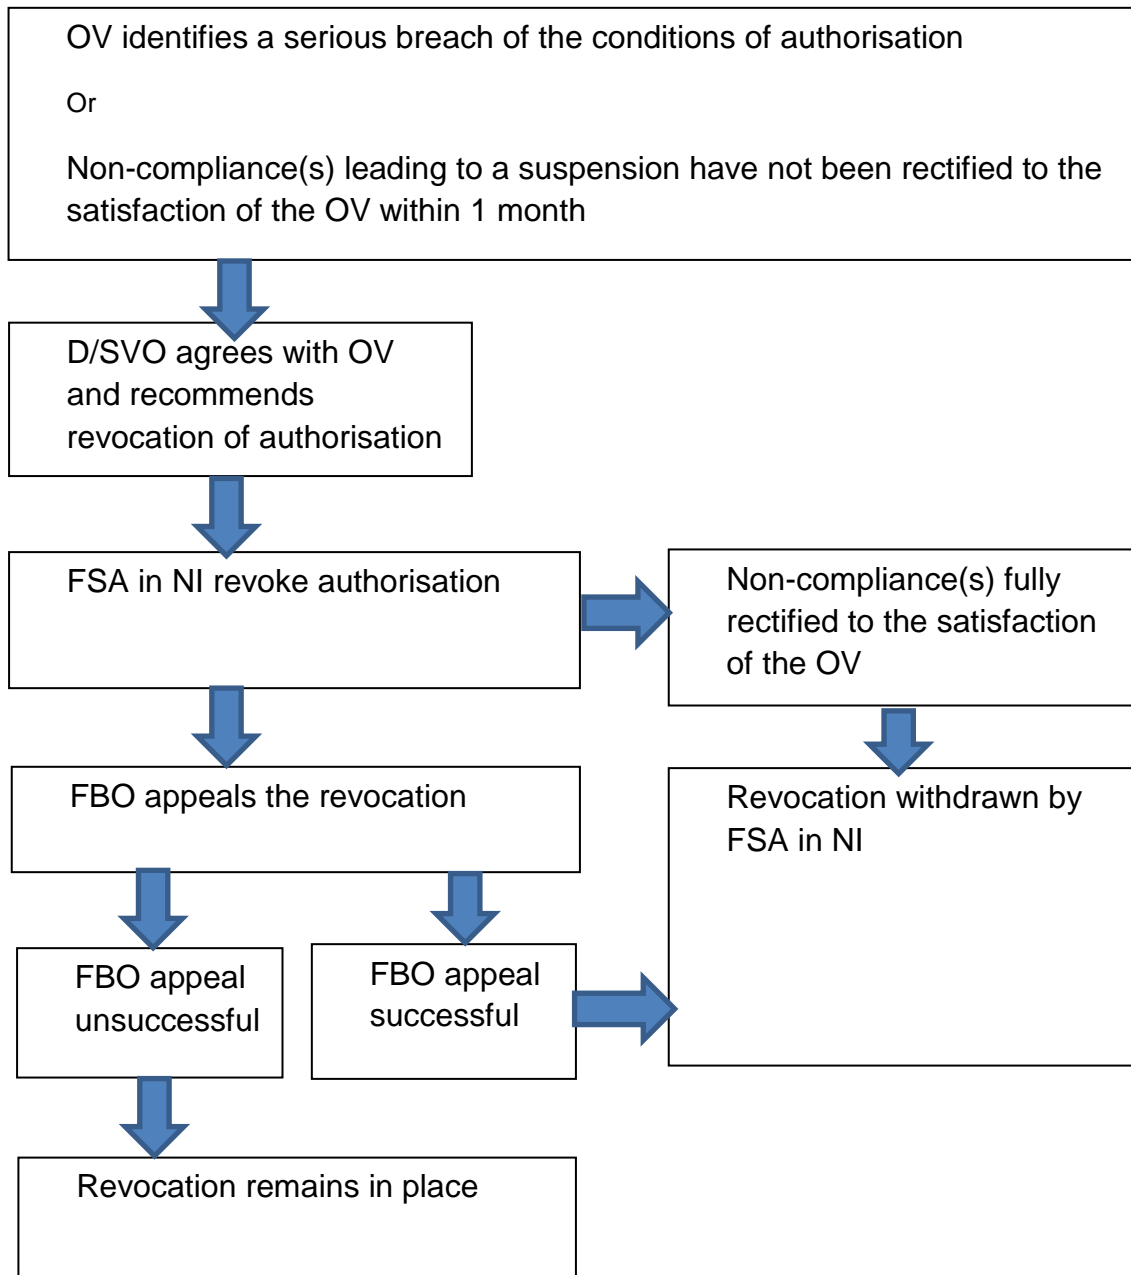 OV identifies a serious breach of the conditions of authorisation
Or
Non-compliance(s) leading to a suspension have not been rectified to the
satisfaction of the OV within 1 month
D/SVO agrees with OV
and recommends
revocation of authorisation
FSA in NI revoke authorisation
Non-compliance(s) fully
rectified to the satisfaction
of the OV
FBO appeals the revocation
Revocation withdrawn by
FSA in NI
FBO appeal
unsuccessful
FBO appeal
successful
Revocation remains in place